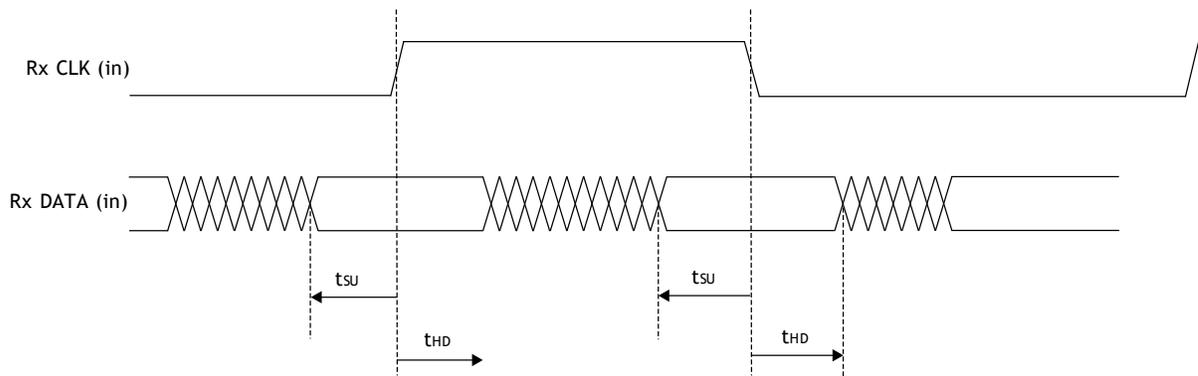 Rx CLK (in)
Rx DATA (in)
tSU
tSU
tHD
tHD